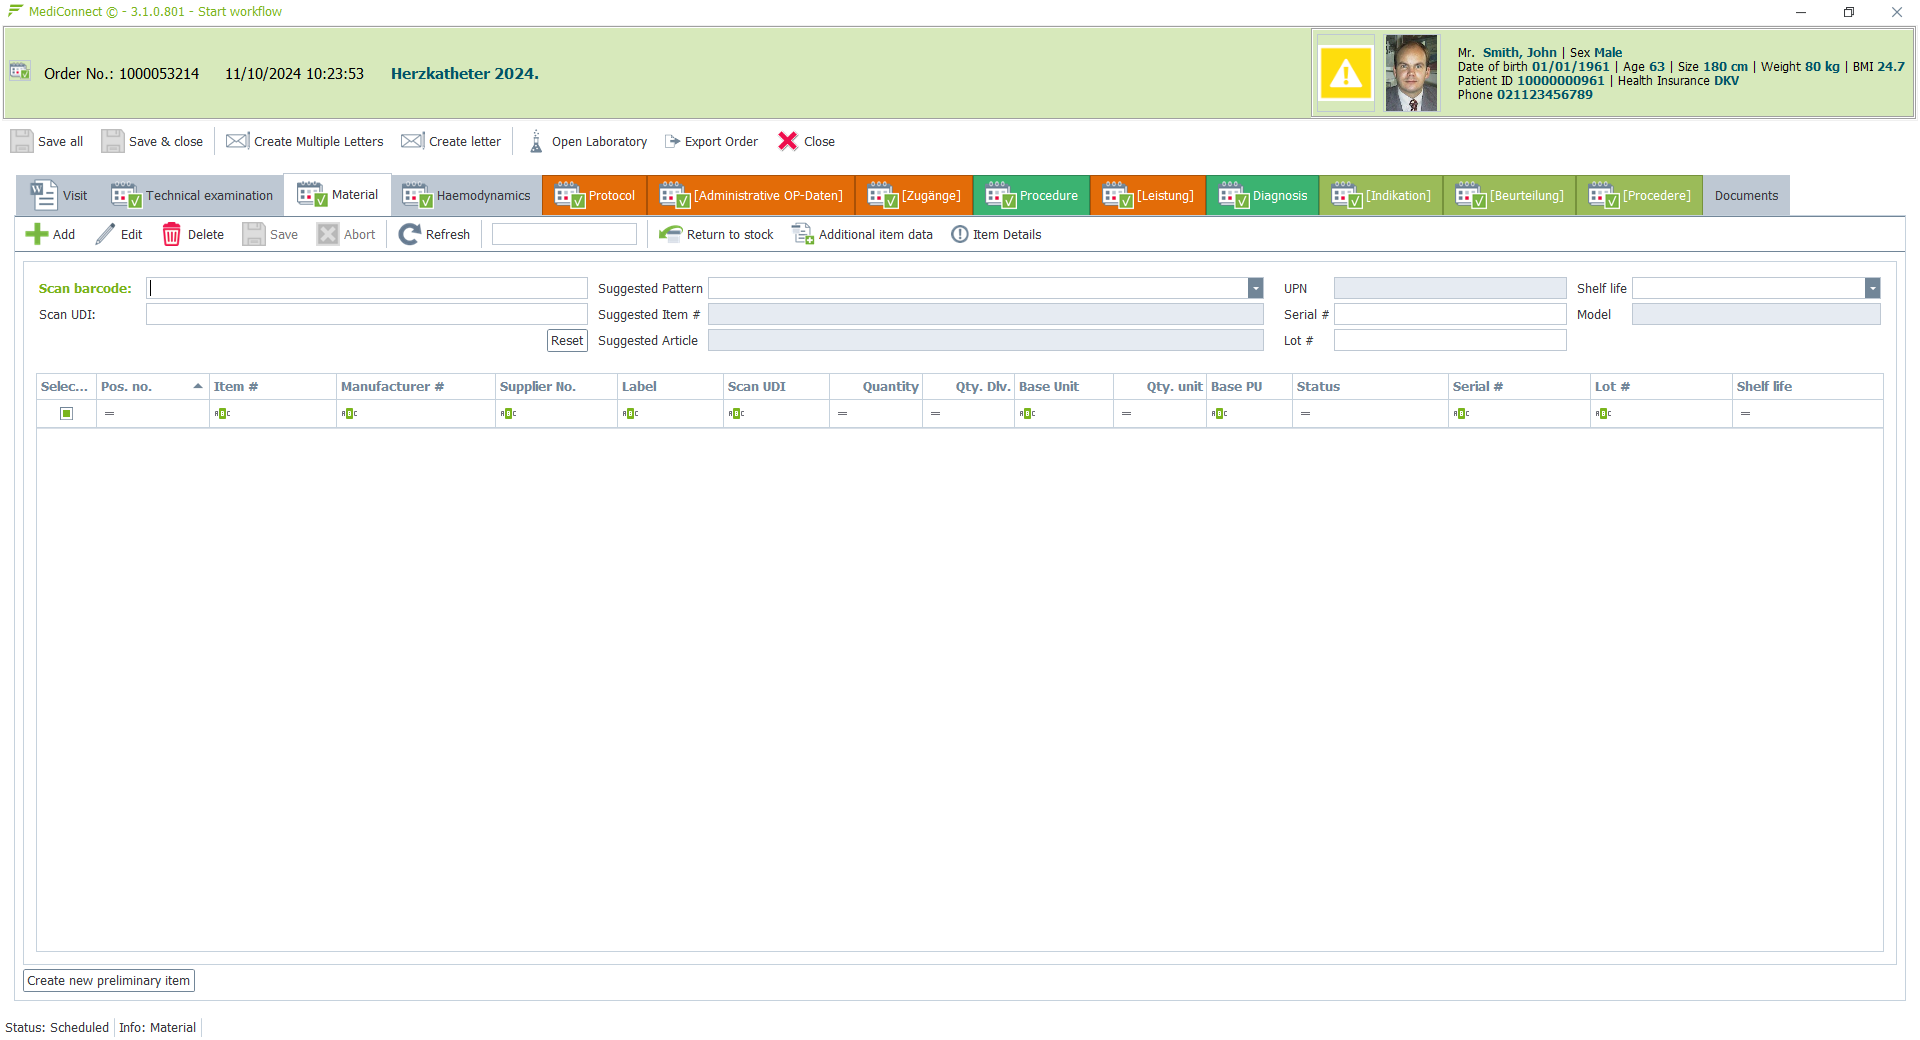 MediConnect © - 3.1.0.801 - Start workflow
Order No.: 1000053214 11/10/2024 10:23:53 Herzkatheter 2024.
Mr. Smith, John | Sex Male
Date of birth 01/01/1961 | Age 63 | Size 180 cm | Weight 80 kg | BMI 24.7
Patient ID 10000000961 | Health Insurance DKV
Phone 021123456789
Save all Save & close Create Multiple Letters Create letter Open Laboratory Export Order Close
Visit Technical examination Material Haemodynamics Protocol [Administrative OP-Daten] [Zugänge] Procedure [Leistung] Diagnosis [Indikation] [Beurteilung] [Procedere] Documents
Add Edit Delete Save Abort Refresh Return to stock Additional item data Item Details
Scan barcode: Suggested Pattern UPN Shelf life
Scan UDI: Suggested Item # Serial # Model
Reset Suggested Article Lot #
Selec... Pos. no. Item # Manufacturer # Supplier No. Label Scan UDI Quantity Qty. Dlv. Base Unit Qty. unit Base PU Status Serial # Lot # Shelf life
= ABC ABC ABC ABC ABC = = ABC = ABC = ABC ABC =
Create new preliminary item
Status: Scheduled Info: Material